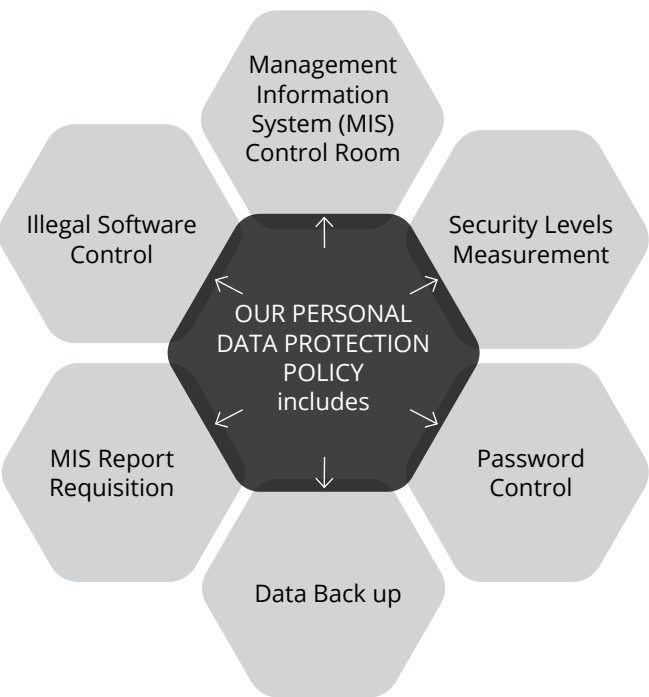 Management
Information
System (MIS)
Control Room
Illegal Software
Control
Security Levels
Measurement
OUR PERSONAL
DATA PROTECTION
POLICY
includes
MIS Report
Requisition
Password
Control
Data Back up